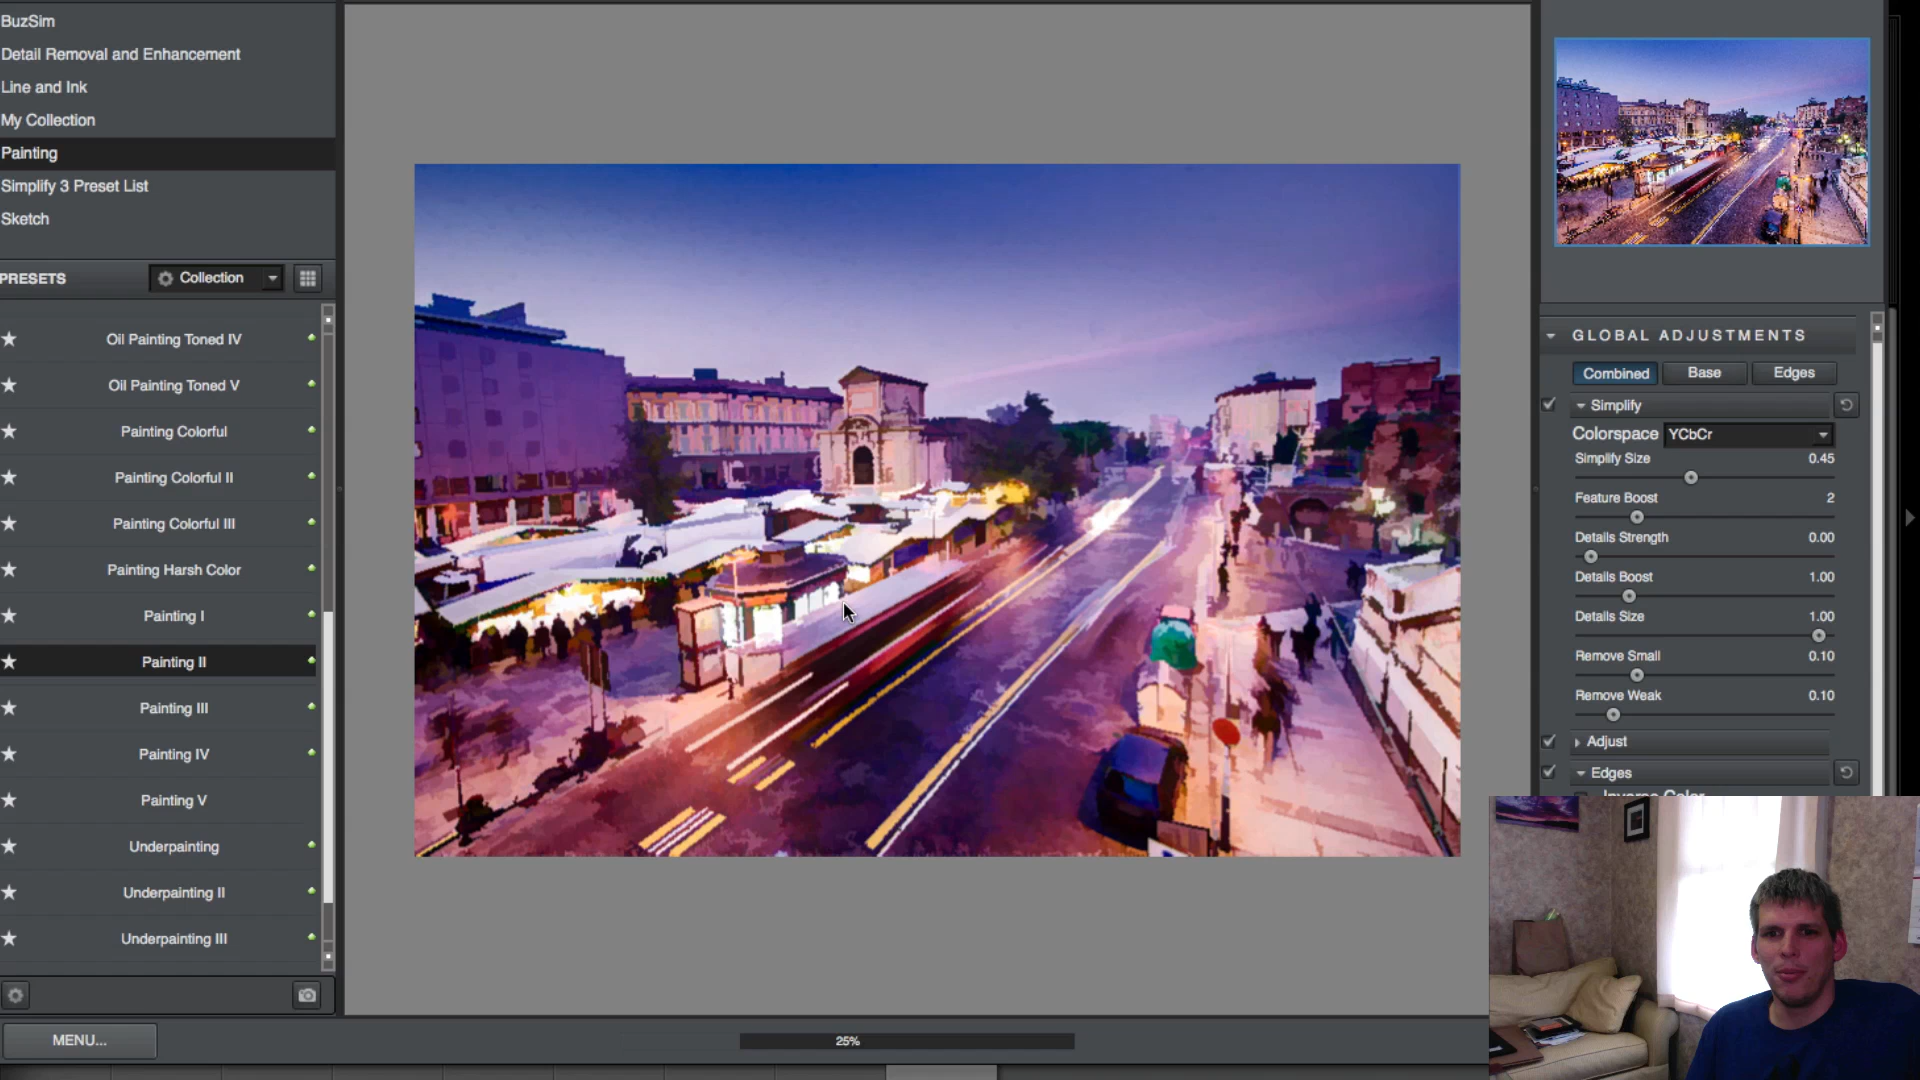 BuzSim
Detail Removal and Enhancement
Line and Ink
My Collection
Painting
Simplify 3 Preset List
Sketch
PRESETS
Collection
Oil Painting Toned IV
Oil Painting Toned V
Painting Colorful
Painting Colorful II
Painting Colorful III
Painting Harsh Color
Painting I
Painting II
Painting III
Painting IV
Painting V
Underpainting
Underpainting II
Underpainting III
MENU...
25%
GLOBAL ADJUSTMENTS
Combined Base Edges
Simplify
Colorspace YCbCr
Simplify Size 0.45
Feature Boost 2
Details Strength 0.00
Details Boost 1.00
Details Size 1.00
Remove Small 0.10
Remove Weak 0.10
Adjust
Edges
Inverse Color